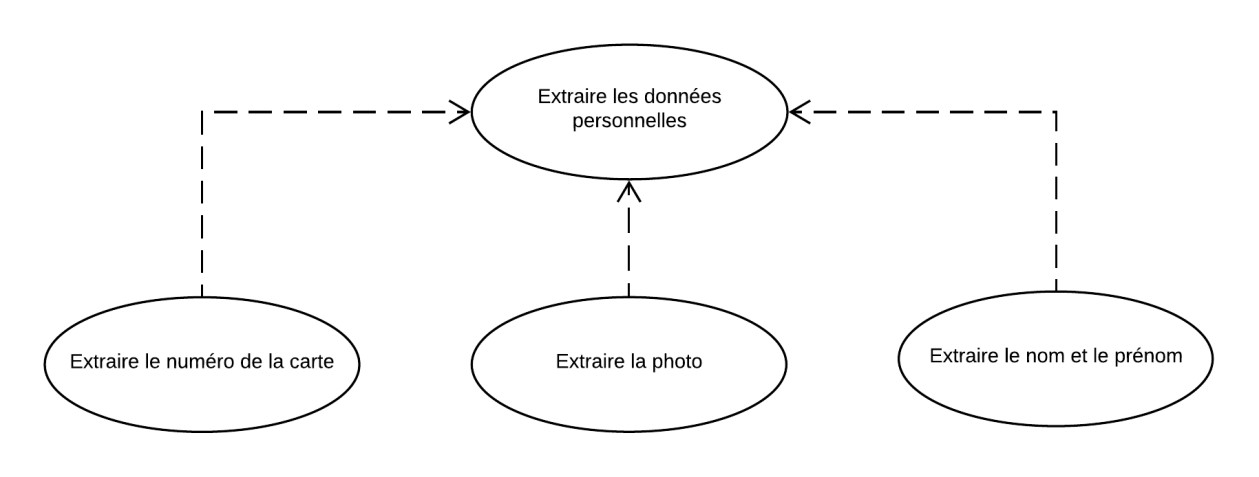 Extraire les données
personnelles
Extraire le numéro de la carte
Extraire la photo
Extraire le nom et le prénom